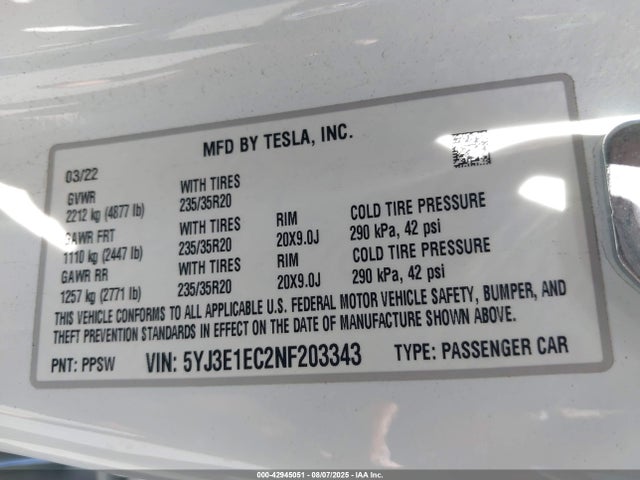 MFD BY TESLA, INC.
03/22
GVWR WITH TIRES
2212 kg (4877 lb) 235/35R20
GAWR FRT WITH TIRES RIM COLD TIRE PRESSURE
1110 kg (2447 lb) 235/35R20 20X9.0J 290 kPa, 42 psi
GAWR RR WITH TIRES RIM COLD TIRE PRESSURE
1257 kg (2771 lb) 235/35R20 20X9.0J 290 kPa, 42 psi
THIS VEHICLE CONFORMS TO ALL APPLICABLE U.S. FEDERAL MOTOR VEHICLE SAFETY, BUMPER, AND
THEFT PREVENTION STANDARDS IN EFFECT ON THE DATE OF MANUFACTURE SHOWN ABOVE.
PNT: PPSW VIN: 5YJ3E1EC2NF203343 TYPE: PASSENGER CAR
000-42945051 - 08/07/2025 - IAAI Inc.